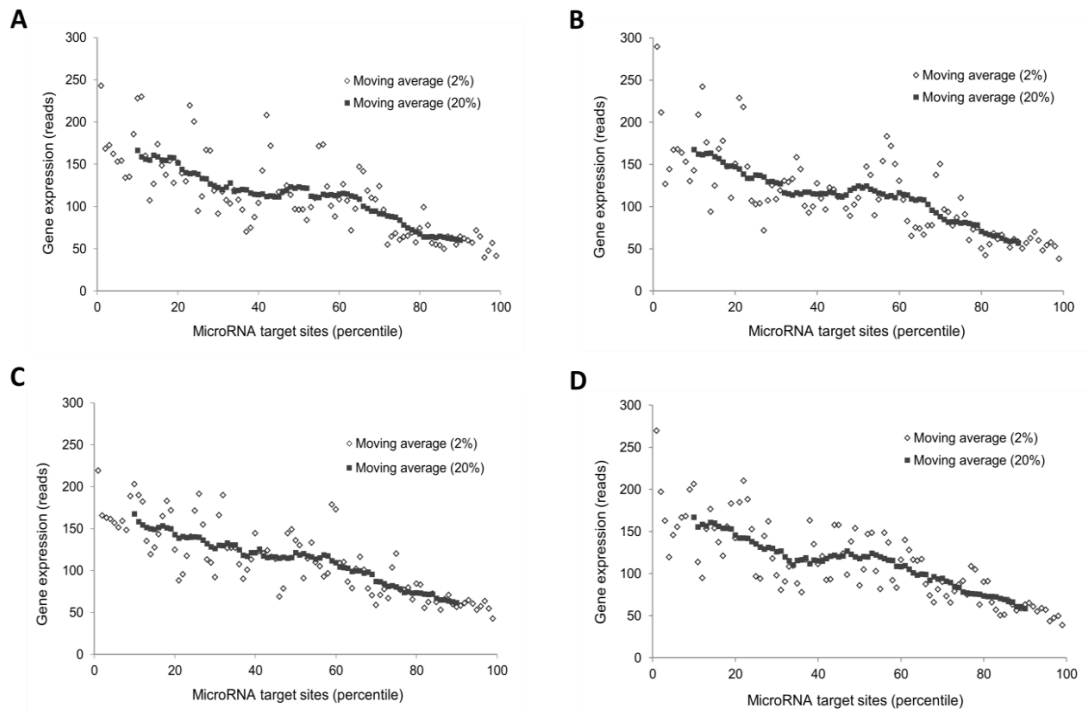 A
300
250
200
150
100
50
0
Gene expression (reads)
Moving average (2%)
Moving average (20%)
0 20 40 60 80 100
MicroRNA target sites (percentile)
B
300
250
200
150
100
50
0
Gene expression (reads)
Moving average (2%)
Moving average (20%)
0 20 40 60 80 100
MicroRNA target sites (percentile)
C
300
250
200
150
100
50
0
Gene expression (reads)
Moving average (2%)
Moving average (20%)
0 20 40 60 80 100
MicroRNA target sites (percentile)
D
300
250
200
150
100
50
0
Gene expression (reads)
Moving average (2%)
Moving average (20%)
0 20 40 60 80 100
MicroRNA target sites (percentile)